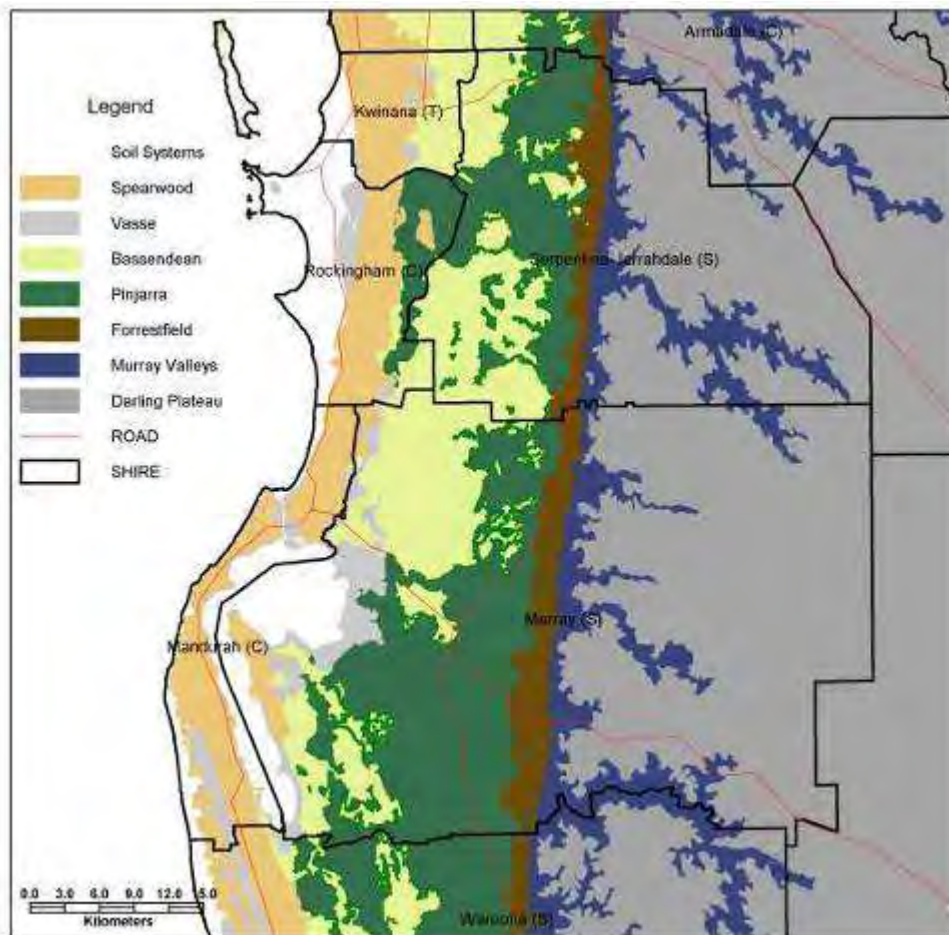 Armadale (C)
Legend
Kwinana (T)
Soil Systems
Spearwood
Vasse
Bassendean
Serpentine-Jarrahdale (S)
Rockingham (C)
Pinjarra
Forrestfield
Murray Valleys
Darling Plateau
ROAD
SHIRE
Murray (S)
Mandurah (C)
0.0 3.0 6.0 9.0 12.0 15.0
Kilometers
Waroona (S)